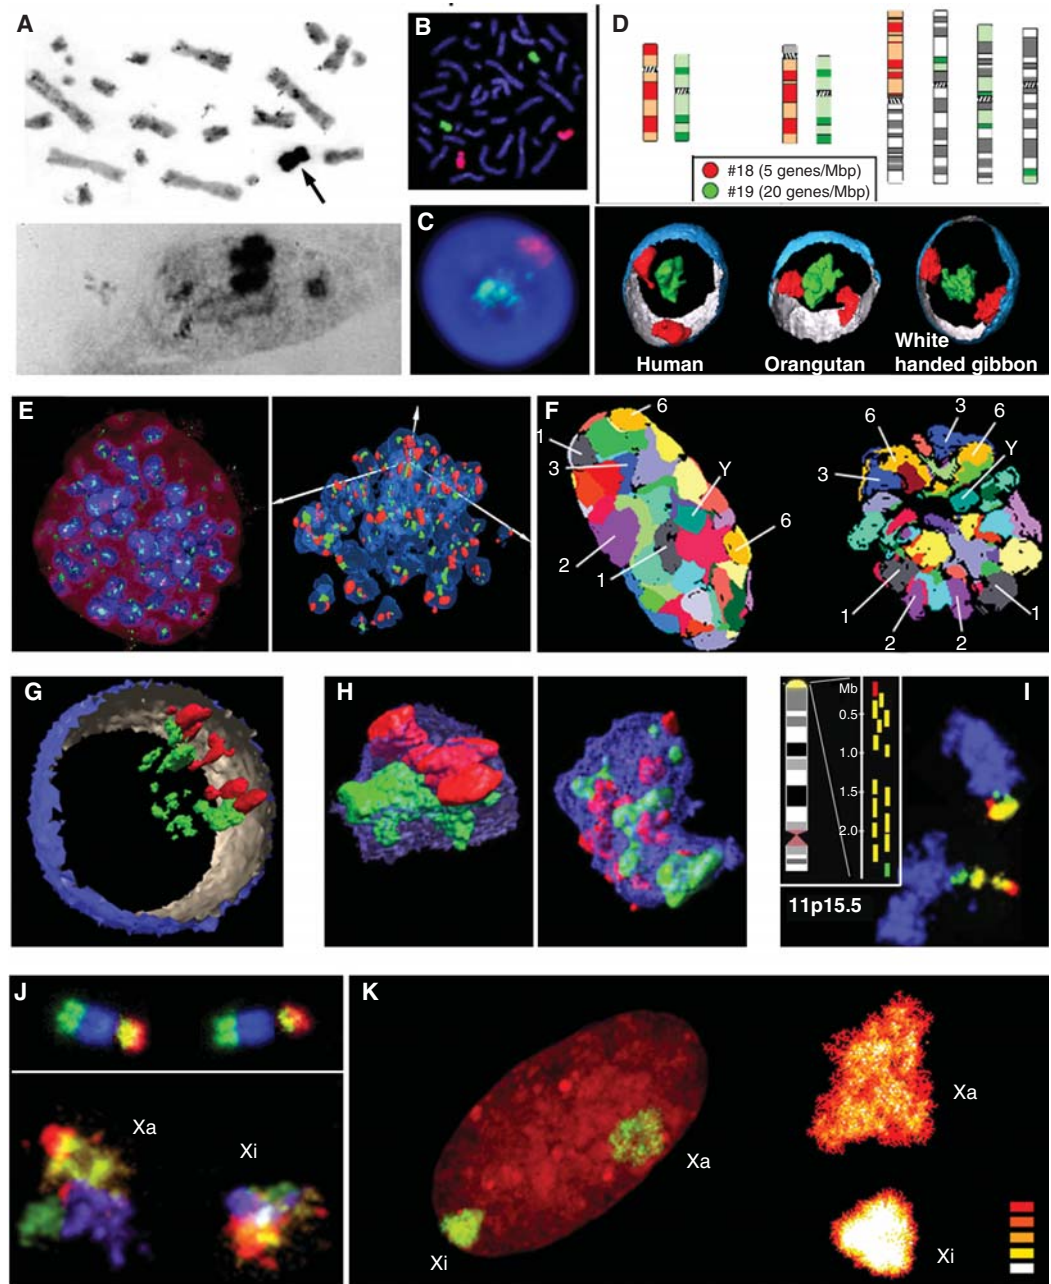 A
B
D
#18 (5 genes/Mbp)
#19 (20 genes/Mbp)
C
Human
Orangutan
White
handed gibbon
E
F
6
1
3
Y
6
2
1
3
6
6
Y
3
1
2
2
1
G
H
I
Mb
0.5
1.0
1.5
2.0
11p15.5
J
Xa
Xi
K
Xa
Xi
Xa
Xi